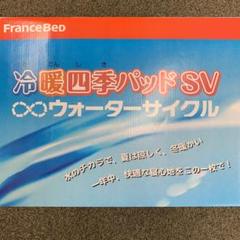 FRANCEBED
冷暖四季パッドSV
ウォーターサイクル
水のチカラで、夏は涼しく、冬暖かい
一年中、快適な寝心地をこの一枚で！